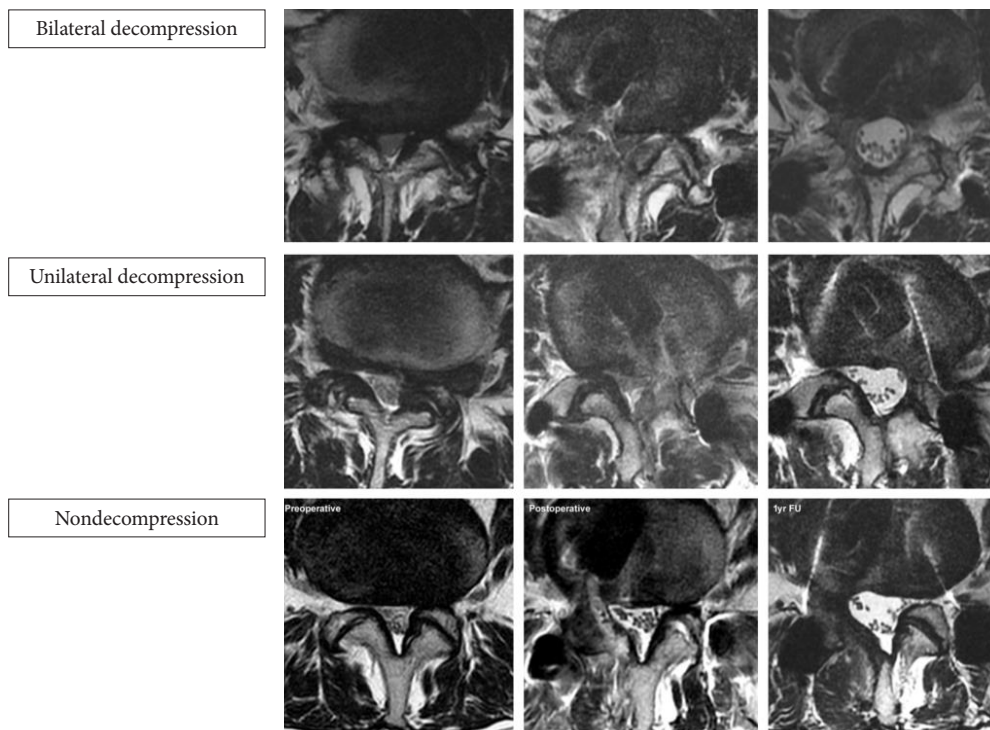 Bilateral decompression
Unilateral decompression
Nondecompression
Preoperative
Postoperative
1yr FU